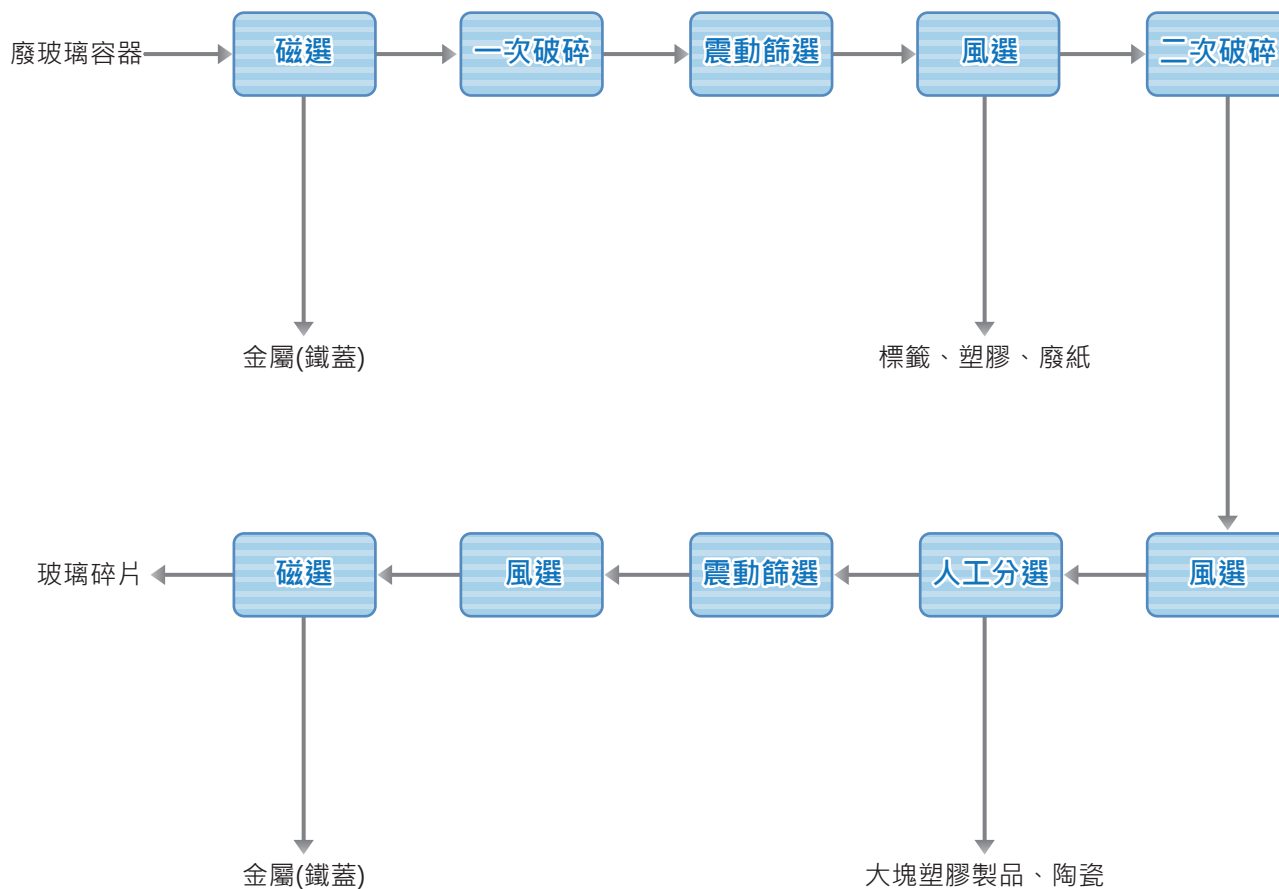 廢玻璃容器
磁選
一次破碎
震動篩選
風選
二次破碎
金屬(鐵蓋)
標籤、塑膠、廢紙
玻璃碎片
磁選
風選
震動篩選
人工分選
風選
金屬(鐵蓋)
大塊塑膠製品、陶瓷